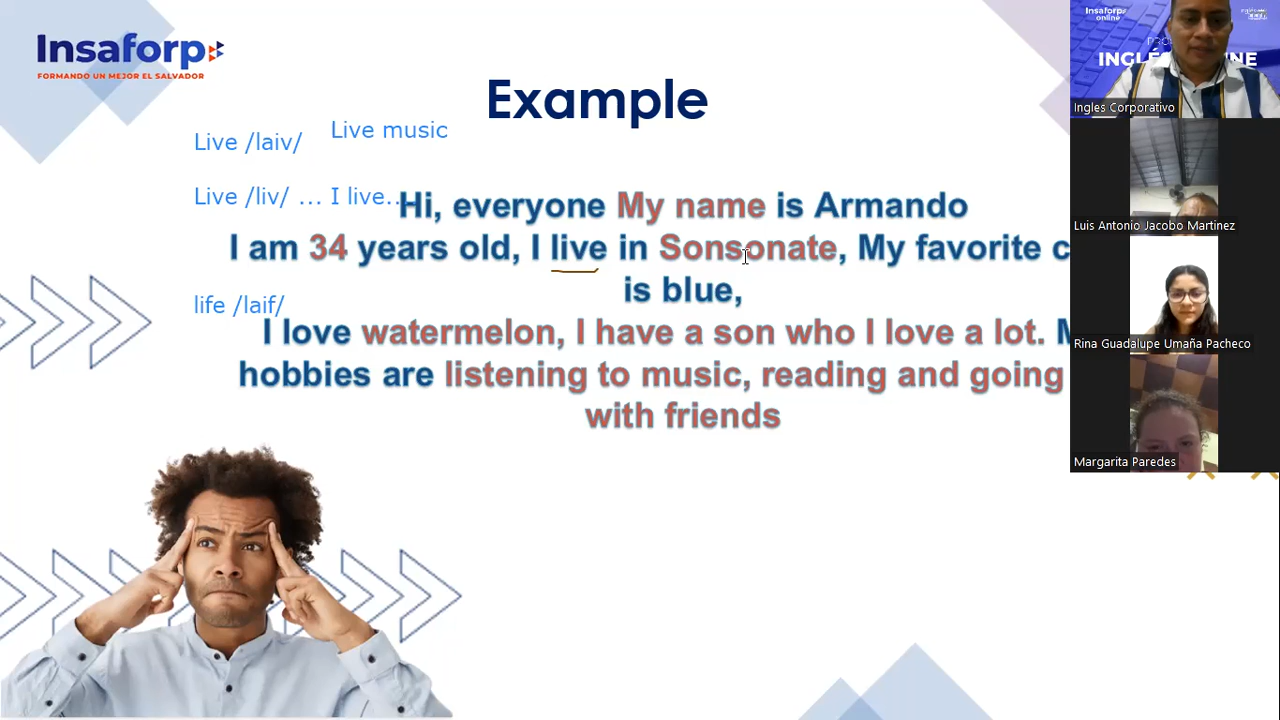 Insaforp
FORMANDO UN MEJOR EL SALVADOR
Example
Live /laiv/
Live music
Live /liv/ ... I live..
Hi, everyone My name is Armando
I am 34 years old, I live in Sonsonate, My favorite c
is blue,
life /laif/
I love watermelon, I have a son who I love a lot. M
hobbies are listening to music, reading and going
with friends
Insaforp
online
INGLÉ
NE
Ingles Corporativo
Luis Antonio Jacobo Martinez
Rina Guadalupe Umaña Pacheco
Margarita Paredes